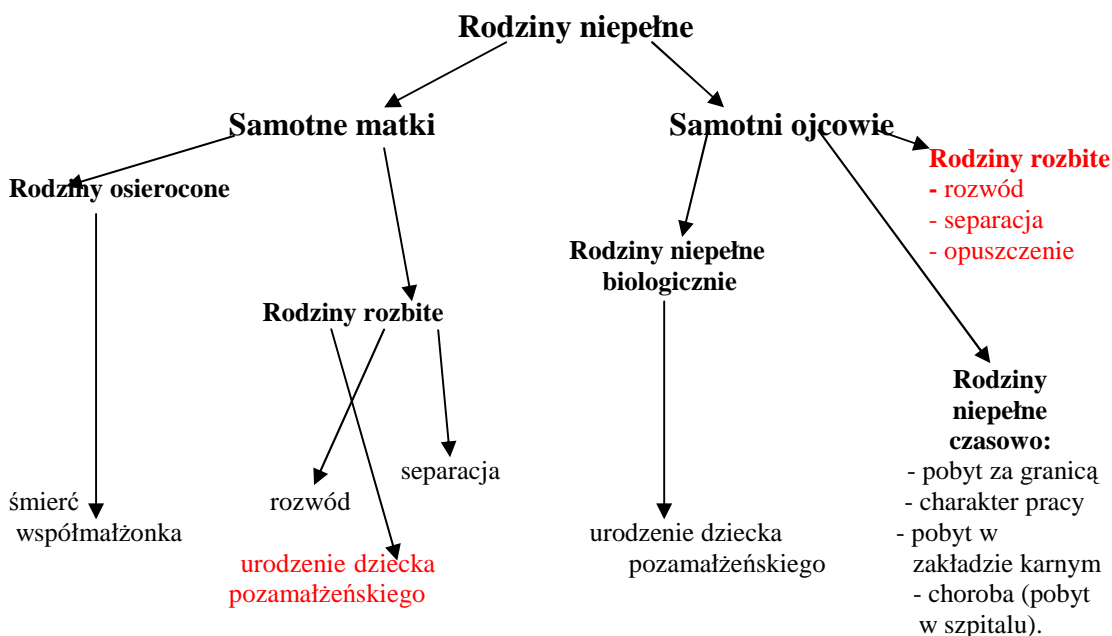 Rodziny niepełne
Samotne matki
Samotni ojcowie
Rodziny rozbite
- rozwód
- separacja
- opuszczenie
Rodziny osierocone
Rodziny niepełne
biologicznie
Rodziny rozbite
Rodziny
niepełne
czasowo:
- pobyt za granicą
- charakter pracy
- pobyt w
zakładzie karnym
- choroba (pobyt
w szpitalu).
separacja
rozwód
śmierć
współmałżonka
urodzenie dziecka
pozamałżeńskiego
urodzenie dziecka
pozamałżeńskiego